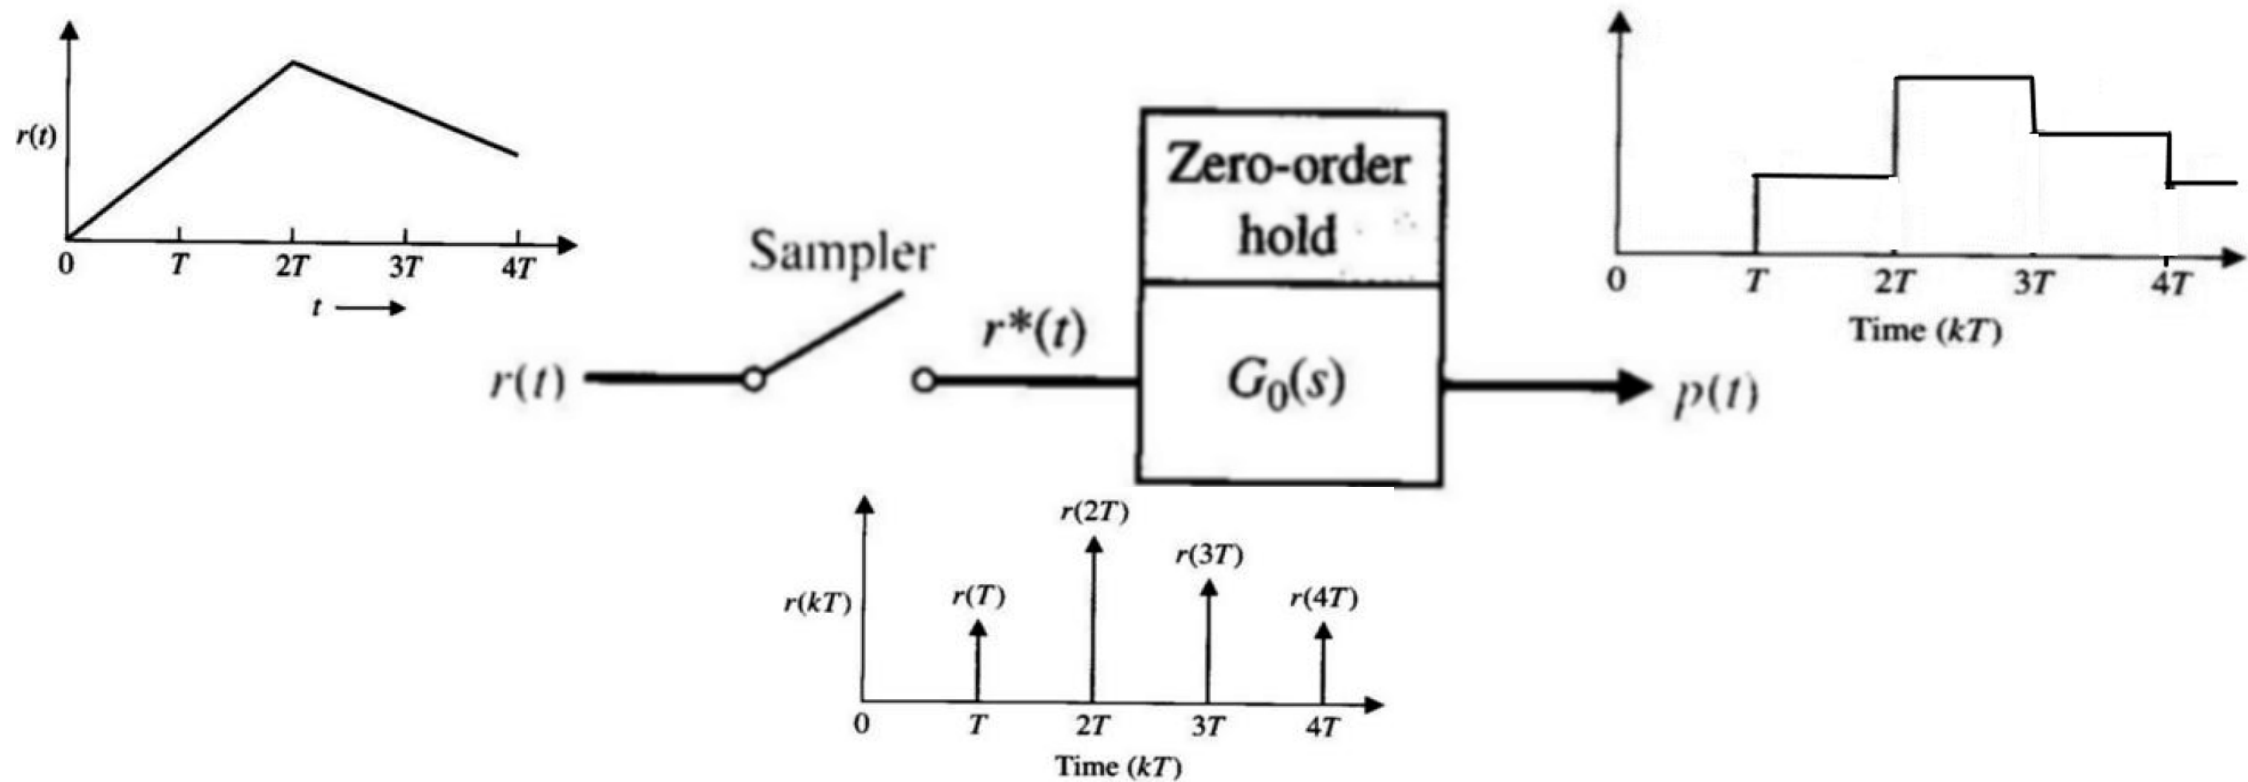 r(t)
0 T 2T 3T 4T
t
Sampler
r(t)
r*(t)
Zero-order
hold
G₀(s)
p(t)
0 T 2T 3T 4T
Time (kT)
r(kT)
r(T)
r(2T)
r(3T)
r(4T)
0 T 2T 3T 4T
Time (kT)